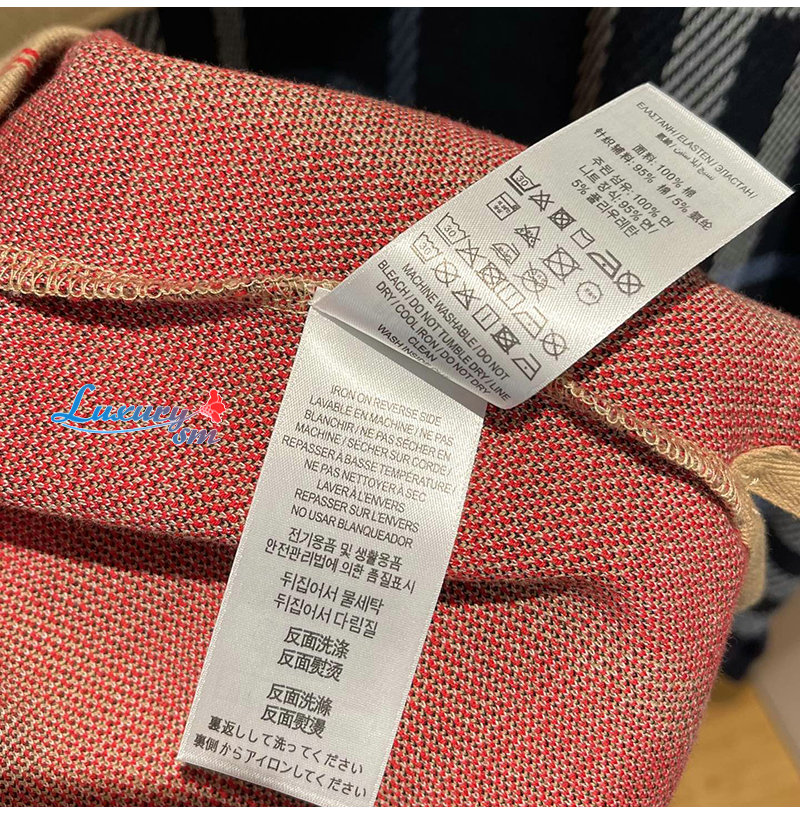 ΕΛΑΣΤΑΝΗ / ELASTEN / ЭЛАСТАН /
面料: 100% 棉
针织辅料: 95% 棉 / 5% 氨纶
주된 섬유: 100% 면
니트 장식: 95% 면 /
5% 폴리우레탄
MACHINE WASHABLE / DO NOT
BLEACH / DO NOT TUMBLE DRY / LINE
DRY / COOL IRON / DO NOT DRY
CLEAN
IRON ON REVERSE SIDE
LAVABLE EN MACHINE / NE PAS
BLANCHIR / NE PAS SÉCHER EN
MACHINE / SÉCHER SUR CORDE /
REPASSER À BASSE TEMPÉRATURE /
NE PAS NETTOYER À SEC
LAVER À L'ENVERS
REPASSER SUR L'ENVERS
NO USAR BLANQUEADOR
전기용품 및 생활용품
안전관리법에 의한 품질표시
뒤집어서 물세탁
뒤집어서 다림질
反面洗涤
反面熨烫
反面洗滌
反面熨燙
裏返しして洗ってください
裏側からアイロンしてください
Luxury
sm